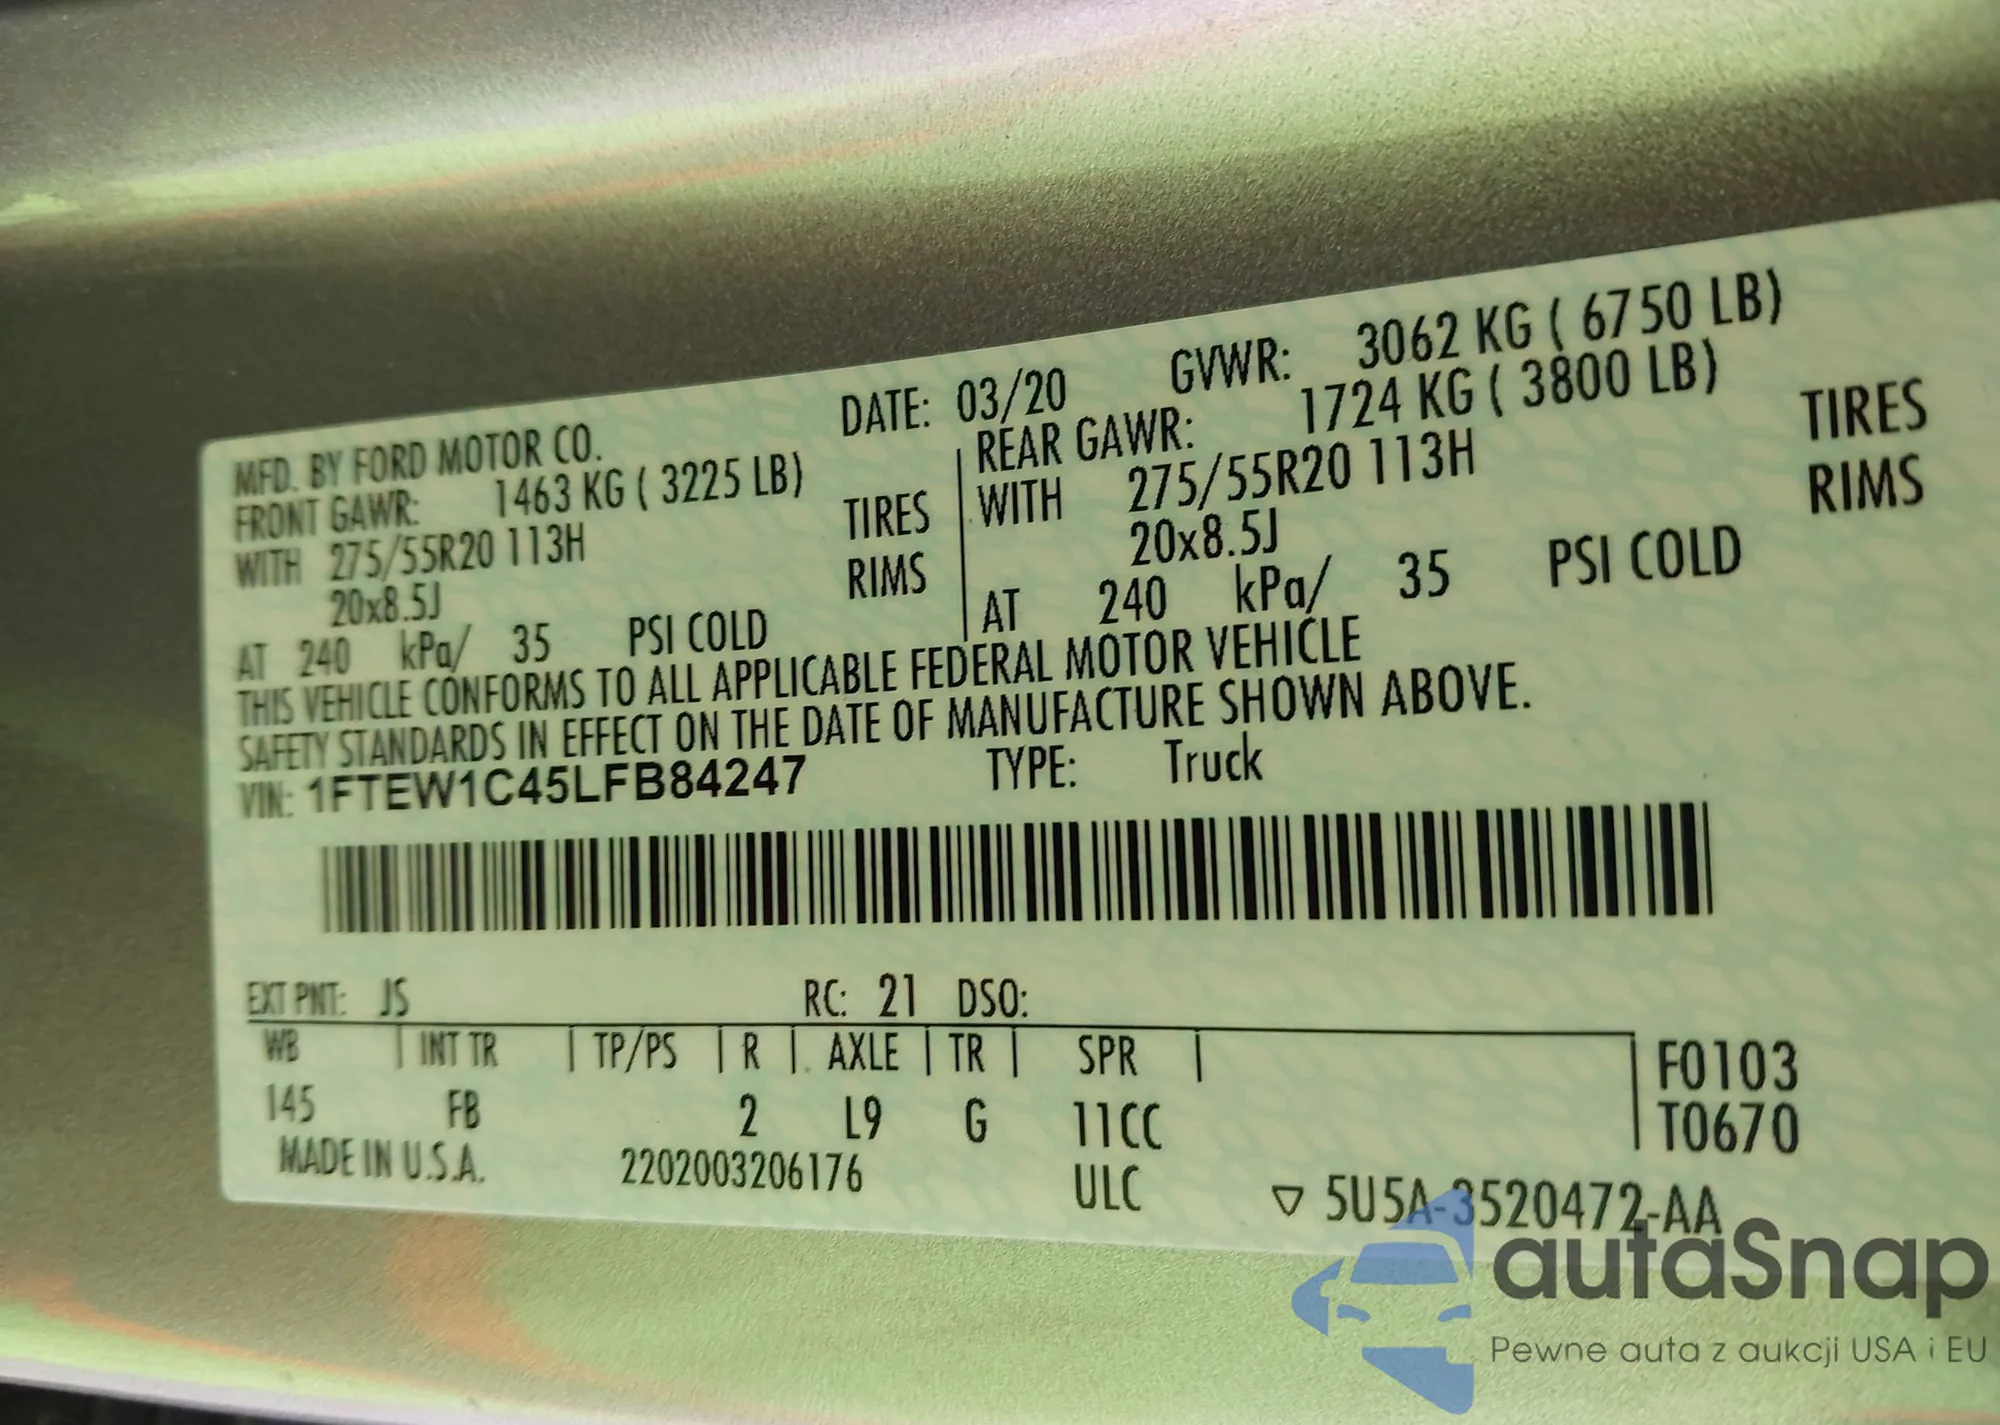 MFD. BY FORD MOTOR CO. DATE: 03/20 GVWR: 3062 KG ( 6750 LB)
FRONT GAWR: 1463 KG ( 3225 LB) REAR GAWR: 1724 KG ( 3800 LB)
WITH 275/55R20 113H TIRES WITH 275/55R20 113H TIRES
20x8.5J RIMS 20x8.5J RIMS
AT 240 kPa/ 35 PSI COLD AT 240 kPa/ 35 PSI COLD
THIS VEHICLE CONFORMS TO ALL APPLICABLE FEDERAL MOTOR VEHICLE
SAFETY STANDARDS IN EFFECT ON THE DATE OF MANUFACTURE SHOWN ABOVE.
VIN: 1FTEW1C45LFB84247 TYPE: Truck
EXT PNT: JS RC: 21 DSO:
WB | INT TR | TP/PS | R | AXLE | TR | SPR | F0103
145 FB 2 L9 G 11CC T0670
MADE IN U.S.A. 2202003206176 ULC ▽ 5U5A-3520472-AA
autaSnap
Pewne auta z aukcji USA i EU